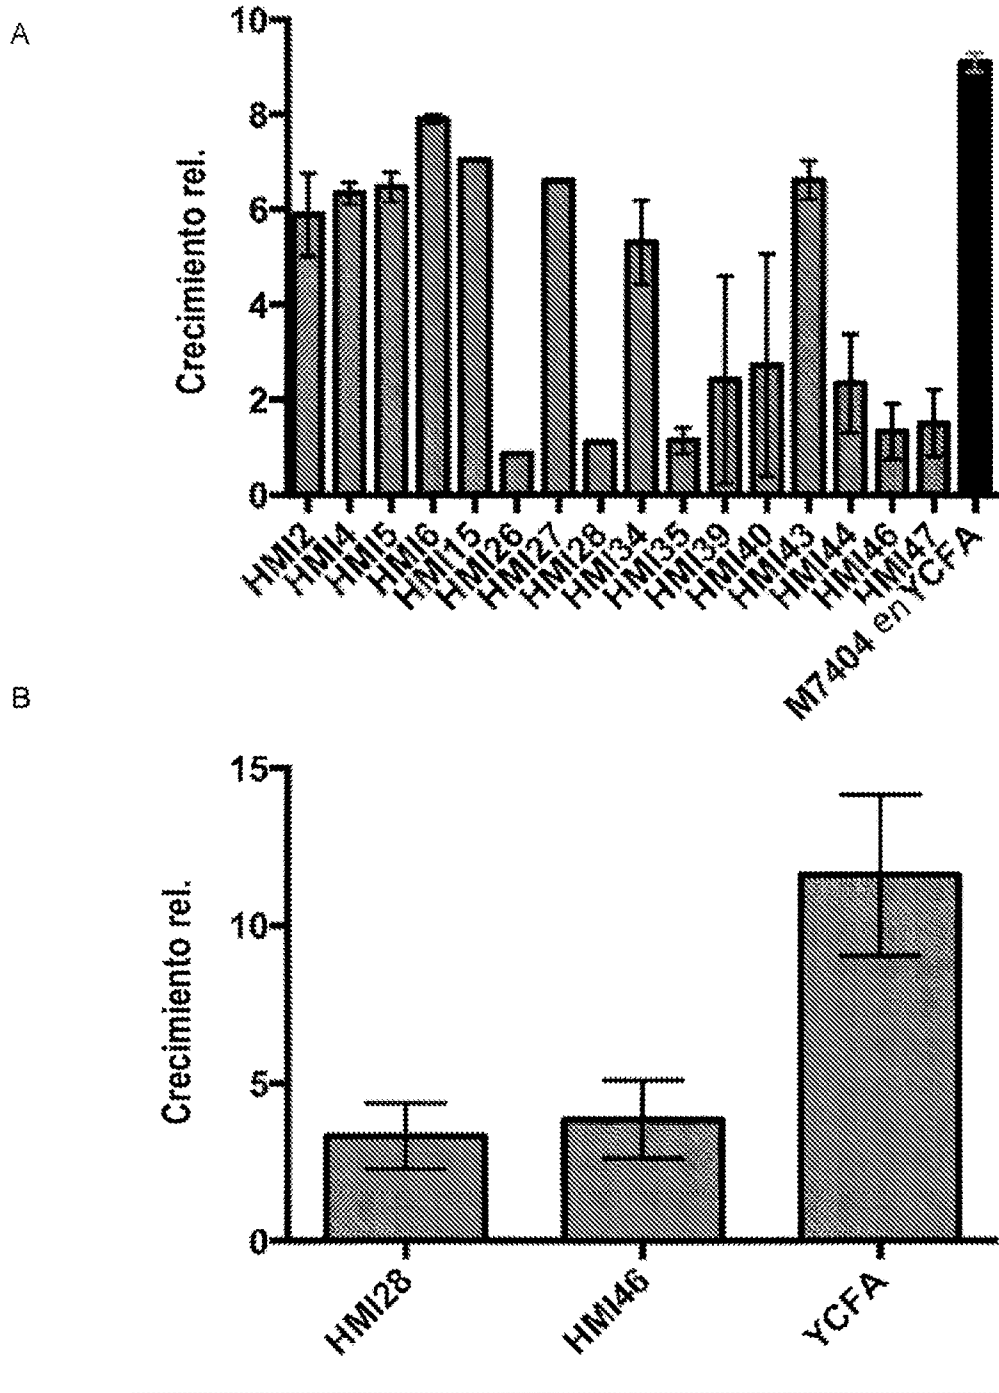 A
10
8
6
4
2
0
Crecimiento rel.
HMI2
HMI4
HMI5
HMI6
HMI15
HMI26
HMI27
HMI28
HMI34
HMI35
HMI39
HMI40
HMI43
HMI44
HMI46
HMI47
M7404 en YCFA
B
15
10
5
0
Crecimiento rel.
HMI28
HMI46
YCFA